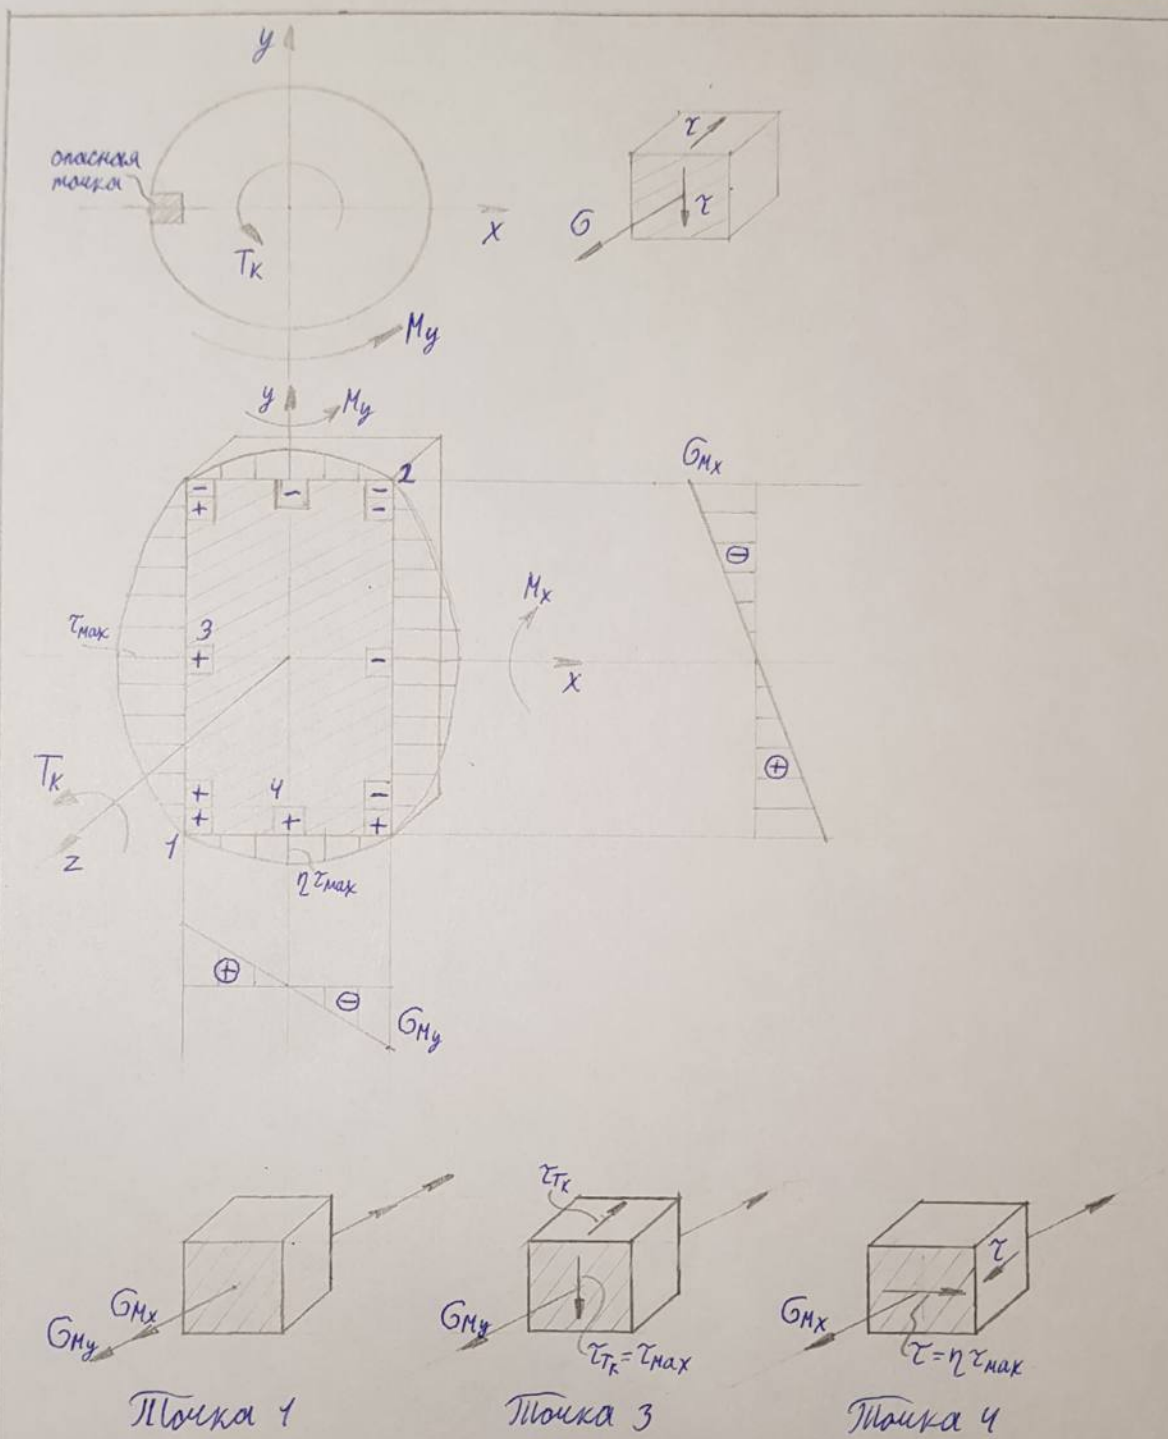 y
опасная
точка
x
Tк
My
τ
τ
σ
y
My
2
σMx
-
+
-
-
-
⊖
Mx
3
τmax
+
-
x
⊕
Tк
z
+
+
4
+
-
+
1
ητmax
⊕
⊖
σMy
σMx
σMy
Точка 1
τTк
σMy
τTк=τmax
Точка 3
τ
σMx
τ=ητmax
Точка 4